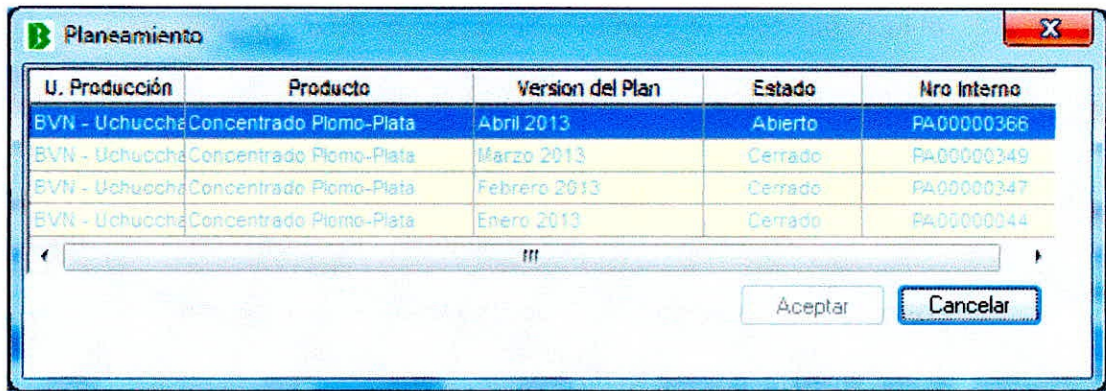 Planeamiento
U. Producción Producto Version del Plan Estado Nro Interno
BVN - Uchuccha Concentrado Plomo-Plata Abril 2013 Abierto PA00000366
BVN - Uchuccha Concentrado Plomo-Plata Marzo 2013 Cerrado PA00000349
BVN - Uchuccha Concentrado Plomo-Plata Febrero 2013 Cerrado PA00000347
BVN - Uchuccha Concentrado Plomo-Plata Enero 2013 Cerrado PA00000044
Aceptar Cancelar